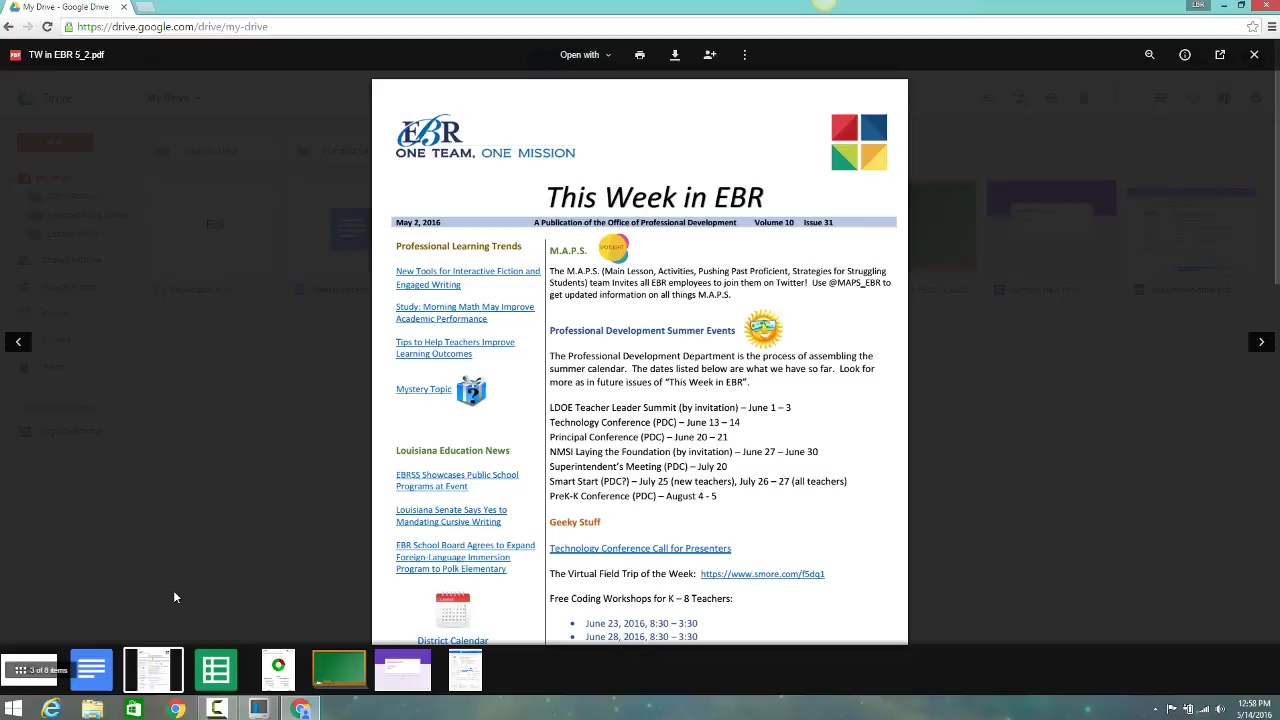 My Drive - Google Drive
EBR
https://drive.google.com/drive/my-drive
TW in EBR 5_2.pdf
Open with
Drive
My Drive
EBR
ONE TEAM. ONE MISSION
This Week in EBR
May 2, 2016 A Publication of the Office of Professional Development Volume 10 Issue 31
Professional Learning Trends
New Tools for Interactive Fiction and
Engaged Writing
Study: Morning Math May Improve
Academic Performance
Tips to Help Teachers Improve
Learning Outcomes
Mystery Topic
Louisiana Education News
EBRSS Showcases Public School
Programs at Event
Louisiana Senate Says Yes to
Mandating Cursive Writing
EBR School Board Agrees to Expand
Foreign-Language Immersion
Program to Polk Elementary
District Calendar
M.A.P.S.
SPOTLIGHT
The M.A.P.S. (Main Lesson, Activities, Pushing Past Proficient, Strategies for Struggling
Students) team Invites all EBR employees to join them on Twitter! Use @MAPS_EBR to
get updated information on all things M.A.P.S.
Professional Development Summer Events
The Professional Development Department is the process of assembling the
summer calendar. The dates listed below are what we have so far. Look for
more as in future issues of “This Week in EBR”.
LDOE Teacher Leader Summit (by invitation) – June 1 – 3
Technology Conference (PDC) – June 13 – 14
Principal Conference (PDC) – June 20 – 21
NMSI Laying the Foundation (by invitation) – June 27 – June 30
Superintendent’s Meeting (PDC) – July 20
Smart Start (PDC?) – July 25 (new teachers), July 26 – 27 (all teachers)
PreK-K Conference (PDC) – August 4 - 5
Geeky Stuff
Technology Conference Call for Presenters
The Virtual Field Trip of the Week: https://www.smore.com/f5dq1
Free Coding Workshops for K – 8 Teachers:
• June 23, 2016, 8:30 – 3:30
• June 28, 2016, 8:30 – 3:30
12:58 PM
5/14/2016